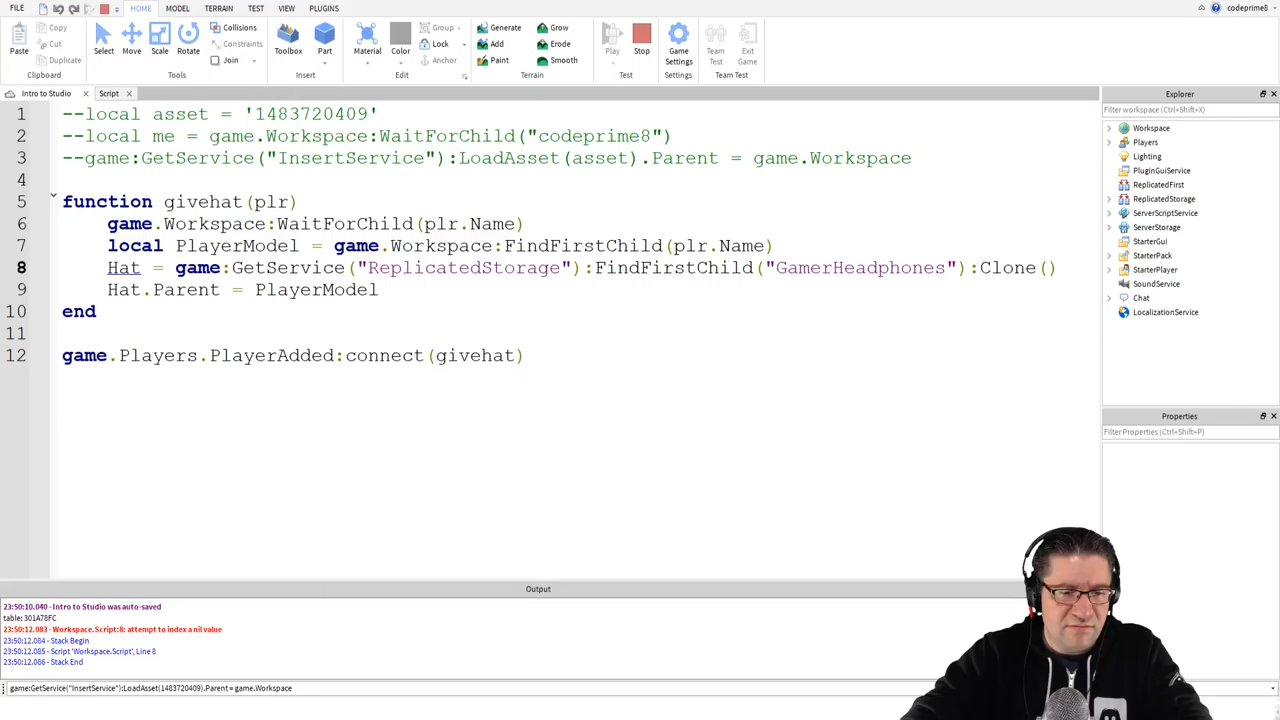 FILE
HOME
MODEL
TERRAIN
TEST
VIEW
PLUGINS
codeprime8
Paste
Copy
Cut
Duplicate
Clipboard
Select
Move
Scale
Rotate
Collisions
Constraints
Join
Tools
Toolbox
Part
Insert
Material
Color
Group
Lock
Anchor
Edit
Generate
Add
Paint
Grow
Erode
Smooth
Terrain
Play
Stop
Test
Game Settings
Settings
Team Test
Exit Game
Team Test
Intro to Studio
Script
1 --local asset = '1483720409'
2 --local me = game.Workspace:WaitForChild("codeprime8")
3 --game:GetService("InsertService"):LoadAsset(asset).Parent = game.Workspace
4
5 function givehat(plr)
6 game.Workspace:WaitForChild(plr.Name)
7 local PlayerModel = game.Workspace:FindFirstChild(plr.Name)
8 Hat = game:GetService("ReplicatedStorage"):FindFirstChild("GamerHeadphones"):Clone()
9 Hat.Parent = PlayerModel
10 end
11
12 game.Players.PlayerAdded:connect(givehat)
Explorer
Filter workspace (Ctrl+Shift+X)
Workspace
Players
Lighting
PluginGuiService
ReplicatedFirst
ReplicatedStorage
ServerScriptService
ServerStorage
StarterGui
StarterPack
StarterPlayer
SoundService
Chat
LocalizationService
Properties
Filter Properties (Ctrl+Shift+P)
Output
23:50:10.040 - Intro to Studio was auto-saved
table: 301A78FC
23:50:12.083 - Workspace.Script:8: attempt to index a nil value
23:50:12.084 - Stack Begin
23:50:12.085 - Script 'Workspace.Script', Line 8
23:50:12.086 - Stack End
game:GetService("InsertService"):LoadAsset(1483720409).Parent = game.Workspace